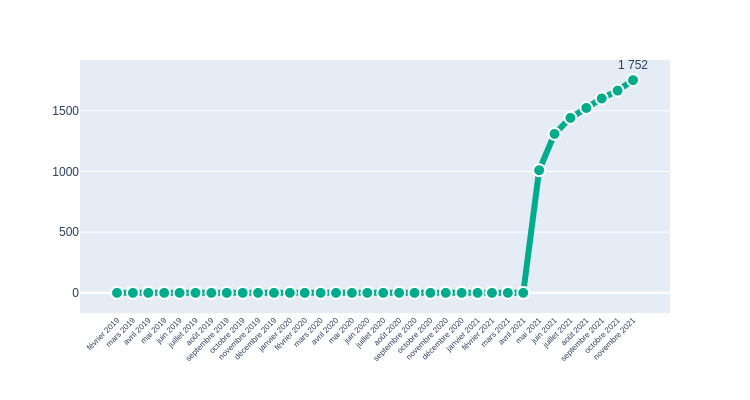 1 752
1500
1000
500
0
février 2019
mars 2019
avril 2019
mai 2019
juin 2019
juillet 2019
août 2019
septembre 2019
octobre 2019
novembre 2019
décembre 2019
janvier 2020
février 2020
mars 2020
avril 2020
mai 2020
juin 2020
juillet 2020
août 2020
septembre 2020
octobre 2020
novembre 2020
décembre 2020
janvier 2021
février 2021
mars 2021
avril 2021
mai 2021
juin 2021
juillet 2021
août 2021
septembre 2021
octobre 2021
novembre 2021